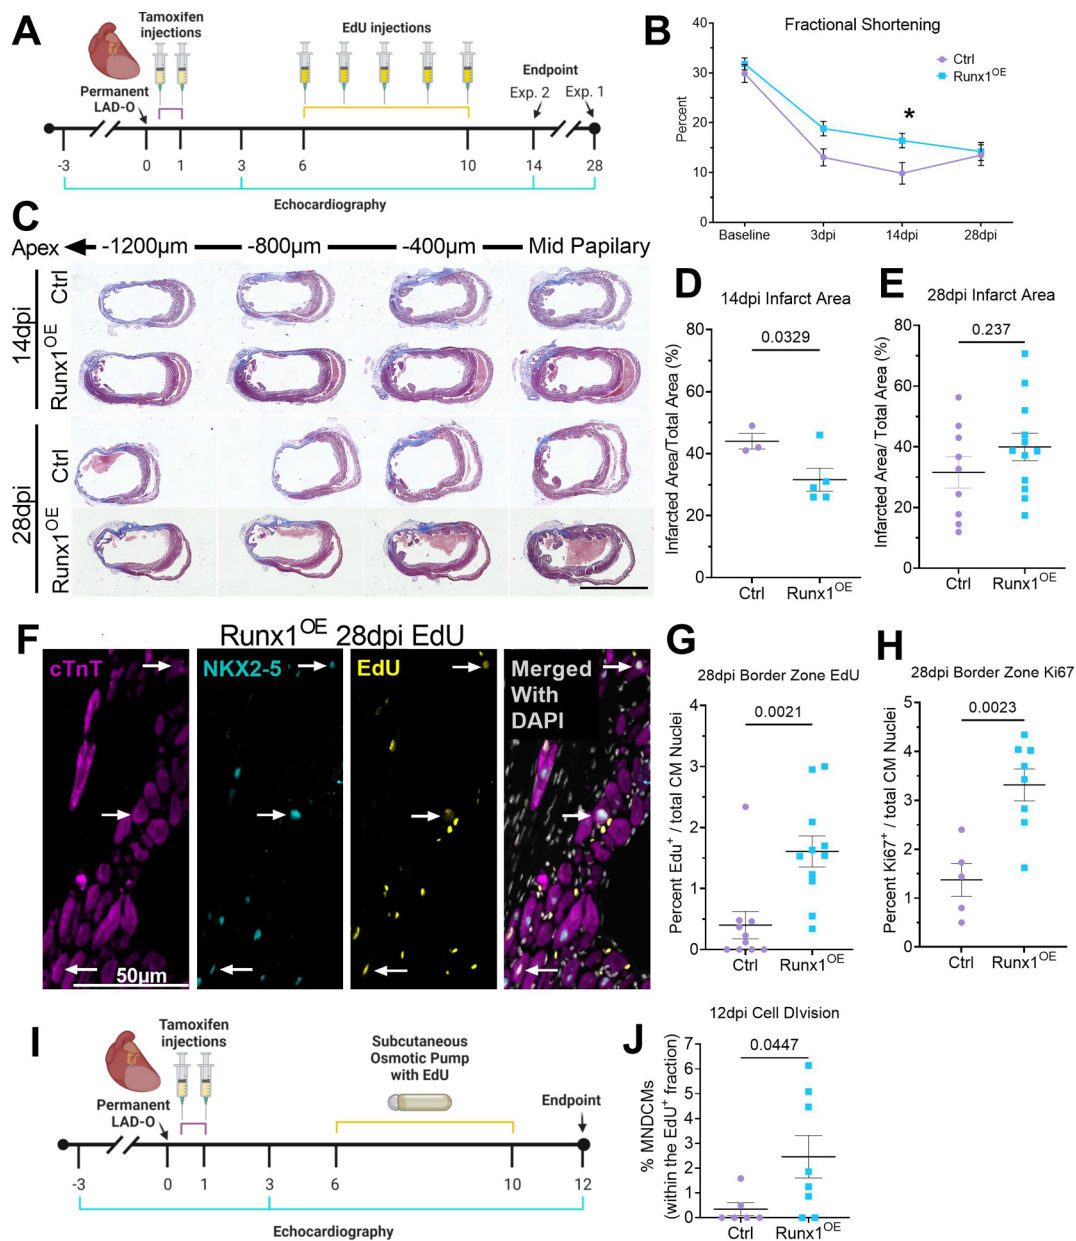 A
Tamoxifen
injections
EdU injections
Permanent
LAD-O
Endpoint
Exp. 2
Exp. 1
-3
0
1
3
6
10
14
28
Echocardiography
B
Fractional Shortening
Ctrl
Runx1OE
*
Percent
40
30
20
10
0
Baseline
3dpi
14dpi
28dpi
C
Apex
-1200µm
-800µm
-400µm
Mid Papilary
14dpi
Ctrl
Runx1OE
28dpi
Ctrl
Runx1OE
D
14dpi Infarct Area
0.0329
Infarcted Area/Total Area (%)
80
60
40
20
0
Ctrl
Runx1OE
E
28dpi Infarct Area
0.237
Infarcted Area/ Total Area (%)
80
60
40
20
0
Ctrl
Runx1OE
F
Runx1OE 28dpi EdU
cTnT
NKX2-5
EdU
Merged
With
DAPI
50µm
G
28dpi Border Zone EdU
0.0021
Percent Edu+ / total CM Nuclei
4
3
2
1
0
Ctrl
Runx1OE
H
28dpi Border Zone Ki67
0.0023
Percent Ki67+ / total CM Nuclei
5
4
3
2
1
0
Ctrl
Runx1OE
I
Tamoxifen
injections
Subcutaneous
Osmotic Pump
with EdU
Permanent
LAD-O
Endpoint
-3
0
1
3
6
10
12
Echocardiography
J
12dpi Cell DIvision
0.0447
% MNDCMs
(within the EdU+ fraction)
7
6
5
4
3
2
1
0
Ctrl
Runx1OE